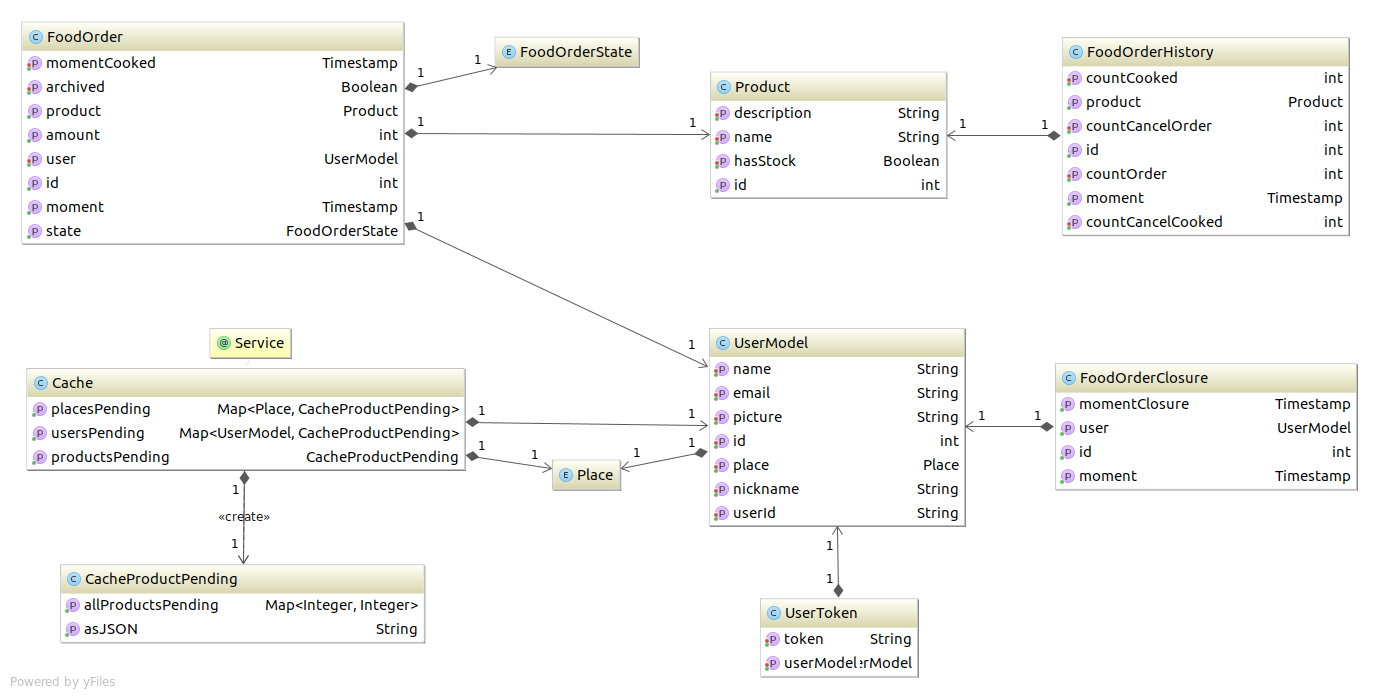 FoodOrder
momentCooked Timestamp
archived Boolean
product Product
amount int
user UserModel
id int
moment Timestamp
state FoodOrderState
1 1
E FoodOrderState
1 1
1
1
C Product
description String
name String
hasStock Boolean
id int
1 1
C FoodOrderHistory
countCooked int
product Product
countCancelOrder int
id int
countOrder int
moment Timestamp
countCancelCooked int
@ Service
C Cache
placesPending Map<Place, CacheProductPending>
usersPending Map<UserModel, CacheProductPending>
productsPending CacheProductPending
1 1
1 1
1 1
E Place
C UserModel
name String
email String
picture String
id int
place Place
nickname String
userId String
1 1
C FoodOrderClosure
momentClosure Timestamp
user UserModel
id int
moment Timestamp
1
«create»
1
C CacheProductPending
allProductsPending Map<Integer, Integer>
asJSON String
1
1
C UserToken
token String
userModel rModel
Powered by yFiles